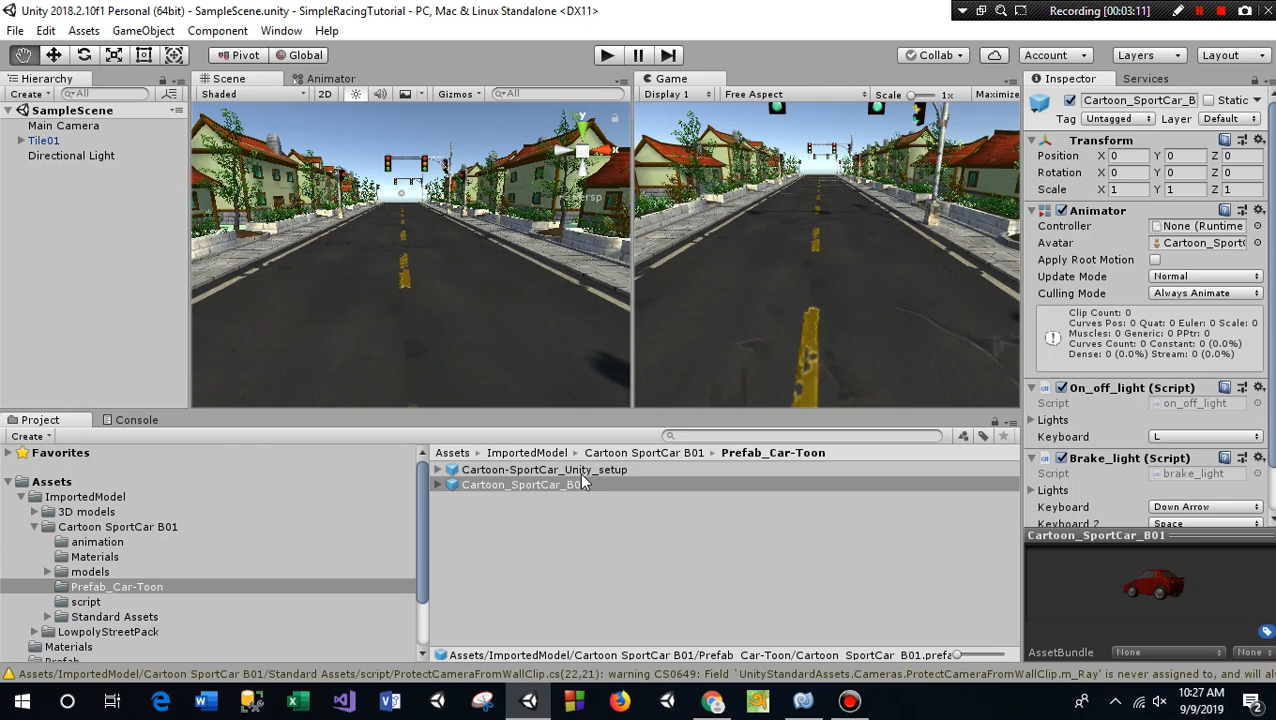 Unity 2018.2.10f1 Personal (64bit) - SampleScene.unity - SimpleRacingTutorial - PC, Mac & Linux Standalone <DX11>
Recording [00:03:11]
File Edit Assets GameObject Component Window Help
Pivot Global Collab Account Layers Layout
Hierarchy
Create All
SampleScene
Main Camera
Tile01
Directional Light
Scene Animator
Shaded 2D Gizmos All
y
x
Persp
Game
Display 1 Free Aspect Scale 1x Maximize
Inspector Services
Cartoon_SportCar_B Static
Tag Untagged Layer Default
Transform
Position X 0 Y 0 Z 0
Rotation X 0 Y 0 Z 0
Scale X 1 Y 1 Z 1
Animator
Controller None (Runtime
Avatar Cartoon_Sport
Apply Root Motion
Update Mode Normal
Culling Mode Always Animate
Clip Count: 0
Curves Pos: 0 Quat: 0 Euler: 0 Scale: 0
Muscles: 0 Generic: 0 PPtr: 0
Curves Count: 0 Constant: 0 (0.0%)
Dense: 0 (0.0%) Stream: 0 (0.0%)
On_off_light (Script)
Script on_off_light
Lights
Keyboard L
Brake_light (Script)
Script brake_light
Lights
Keyboard Down Arrow
Keyboard 2 Space
Cartoon_SportCar_B01
AssetBundle None None
Project Console
Create
Favorites
Assets
ImportedModel
3D models
Cartoon SportCar B01
animation
Materials
models
Prefab_Car-Toon
script
Standard Assets
LowpolyStreetPack
Materials
Prefab
Assets ImportedModel Cartoon SportCar B01 Prefab_Car-Toon
Cartoon-SportCar_Unity_setup
Cartoon_SportCar_B01
Assets/ImportedModel/Cartoon SportCar B01/Prefab_Car-Toon/Cartoon_SportCar_B01.prefa
Assets/ImportedModel/Cartoon SportCar B01/Standard Assets/script/ProtectCameraFromWallClip.cs(22,21): warning CS0649: Field `UnityStandardAssets.Cameras.ProtectCameraFromWallClip.m_Ray' is never assigned to, and will al
10:27 AM
9/9/2019
2